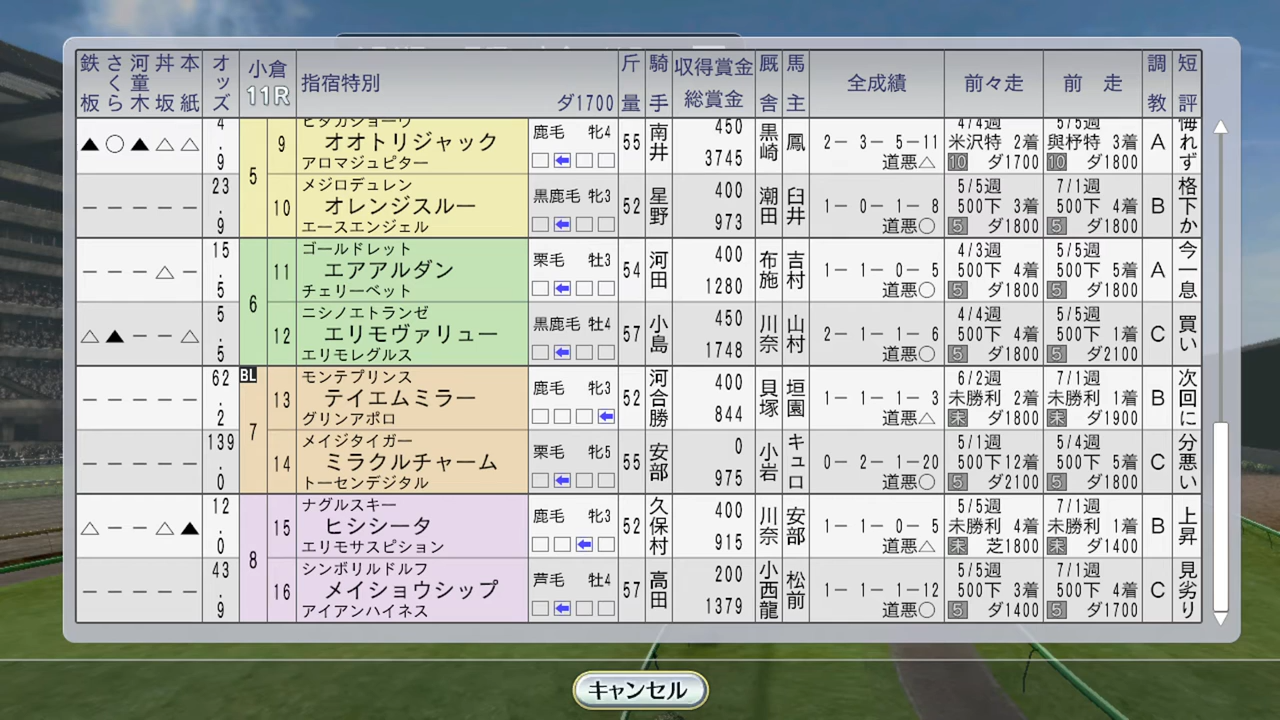 鉄板 さくら 河童木 丼坂 本紙 オッズ 小倉11R 指宿特別 ダ1700 斤量 騎手 収得賞金 総賞金 厩舎 馬主 全成績 前々走 前走 調教 短評
▲ ○ ▲ △ △ 4.9 5 9 オオトリジャック アロマジュピター 鹿毛 牝4 55 南井 450 3745 黒崎 鳳 2- 3- 5-11 道悪△ 4/4週 米沢特 2着 10 ダ1700 5/5週 與杼特 3着 10 ダ1800 A 侮れず
- - - - - 23.9 10 メジロデュレン オレンジスルー エースエンジェル 黒鹿毛 牝3 52 星野 400 973 潮田 臼井 1- 0- 1- 8 道悪○ 5/5週 500下 3着 5 ダ1800 7/1週 500下 4着 5 ダ1800 B 格下か
- - - △ - 15.5 6 11 ゴールドレット エアアルダン チェリーベット 栗毛 牡3 54 河田 400 1280 布施 吉村 1- 1- 0- 5 道悪○ 4/3週 500下 4着 5 ダ1800 5/5週 500下 5着 5 ダ1800 A 今一息
△ ▲ - - △ 5.5 12 ニシノエトランゼ エリモヴァリュー エリモレグルス 黒鹿毛 牡4 57 小島 450 1748 川奈 山村 2- 1- 1- 6 道悪○ 4/4週 500下 4着 5 ダ1800 5/5週 500下 1着 5 ダ2100 C 買い
- - - - - 62.2 BL 7 13 モンテプリンス テイエムミラー グリンアポロ 鹿毛 牝3 52 河合勝 400 844 貝塚 垣園 1- 1- 1- 3 道悪△ 6/2週 未勝利 2着 未 ダ1800 7/1週 未勝利 1着 未 ダ1900 B 次回に
- - - - - 139.0 14 メイジタイガー ミラクルチャーム トーセンデジタル 栗毛 牝5 55 安部 0 975 小岩 キュロ 0- 2- 1-20 道悪○ 5/1週 500下 12着 5 ダ2100 5/4週 500下 5着 5 ダ1800 C 分悪い
△ - - △ ▲ 12.0 8 15 ナグルスキー ヒシシータ エリモサスピション 鹿毛 牝3 52 久保村 400 915 川奈 安部 1- 1- 0- 5 道悪△ 5/5週 未勝利 4着 未 芝1800 7/1週 未勝利 1着 未 ダ1400 B 上昇
- - - - - 43.9 16 シンボリルドルフ メイショウシップ アイアンハイネス 芦毛 牡4 57 高田 200 1379 小西龍 松前 1- 1- 1-12 道悪○ 5/5週 500下 3着 5 ダ1400 7/1週 500下 4着 5 ダ1700 C 見劣り
キャンセル